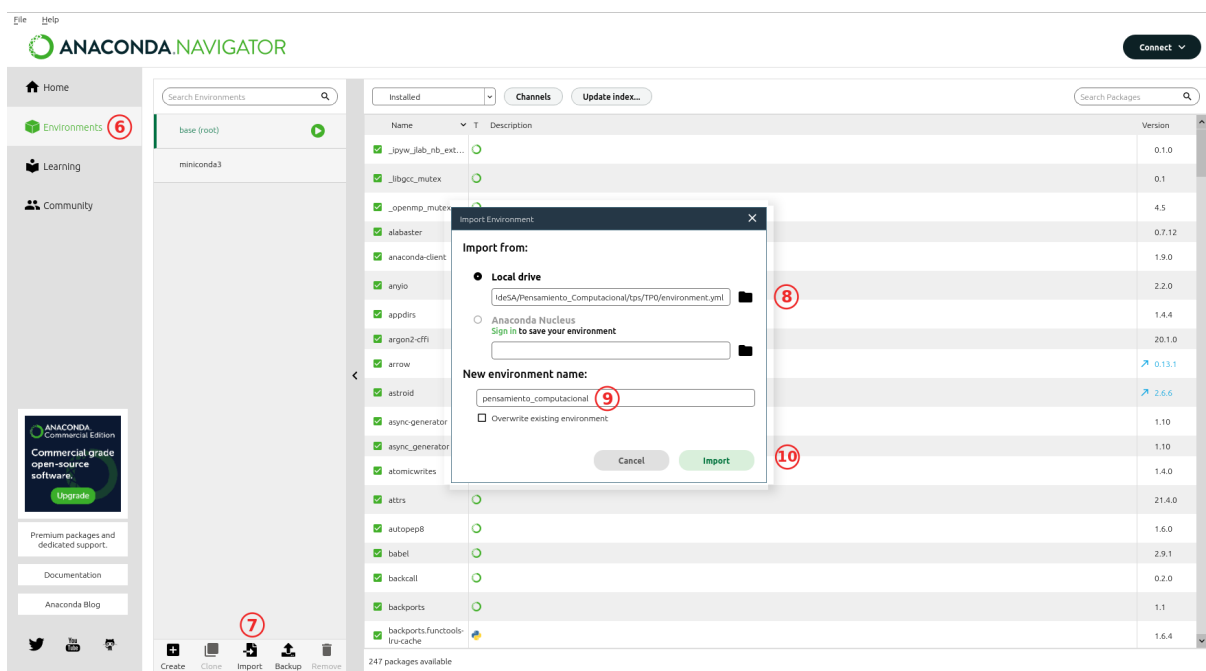 File Help
ANACONDA.NAVIGATOR
Connect
Home
Environments 6
Learning
Community
ANACONDA.
Commercial Edition
Commercial grade
open-source
software.
Upgrade
Premium packages and
dedicated support.
Documentation
Anaconda Blog
You
Tube
Search Environments
base (root)
miniconda3
7
Create Clone Import Backup Remove
Installed Channels Update index... Search Packages
Name T Description Version
_ipyw_jlab_nb_ext... 0.1.0
_libgcc_mutex 0.1
_openmp_mutex 4.5
alabaster 0.7.12
anaconda-client 1.9.0
anyio 2.2.0
appdirs 1.4.4
argon2-cffi 20.1.0
arrow 0.13.1
astroid 2.6.6
async-generator 1.10
async_generator 1.10
atomicwrites 1.4.0
attrs 21.4.0
autopep8 1.6.0
babel 2.9.1
backcall 0.2.0
backports 1.1
backports.functools-
lru-cache 1.6.4
247 packages available
Import Environment
Import from:
Local drive
!deSA/Pensamiento_Computacional/tps/TP0/environment.yml 8
Anaconda Nucleus
Sign in to save your environment
New environment name:
pensamiento_computacional 9
Overwrite existing environment
Cancel Import 10